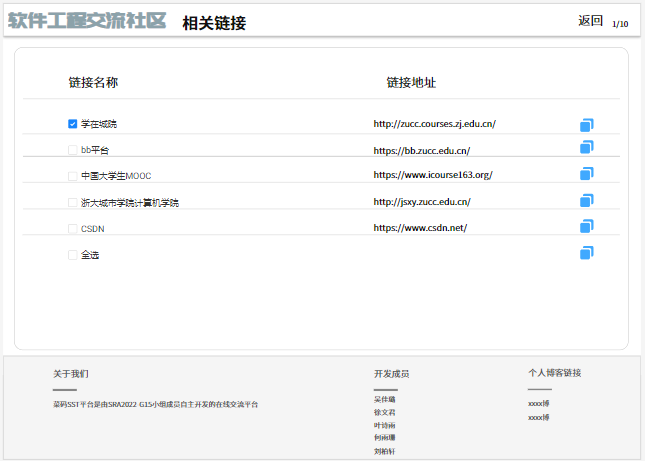 软件工程交流社区 相关链接 返回 1/10
链接名称 链接地址
学在城院 http://zucc.courses.zj.edu.cn/
bb平台 https://bb.zucc.edu.cn/
中国大学生MOOC https://www.icourse163.org/
浙大城市学院计算机学院 http://jsxy.zucc.edu.cn/
CSDN https://www.csdn.net/
全选
关于我们 开发成员 个人博客链接
菜码SST平台是由SRA2022-G15小组成员自主开发的在线交流平台
吴佳璐
徐文君
叶诗雨
何雨珊
刘柏轩
xxxx博
xxxx博